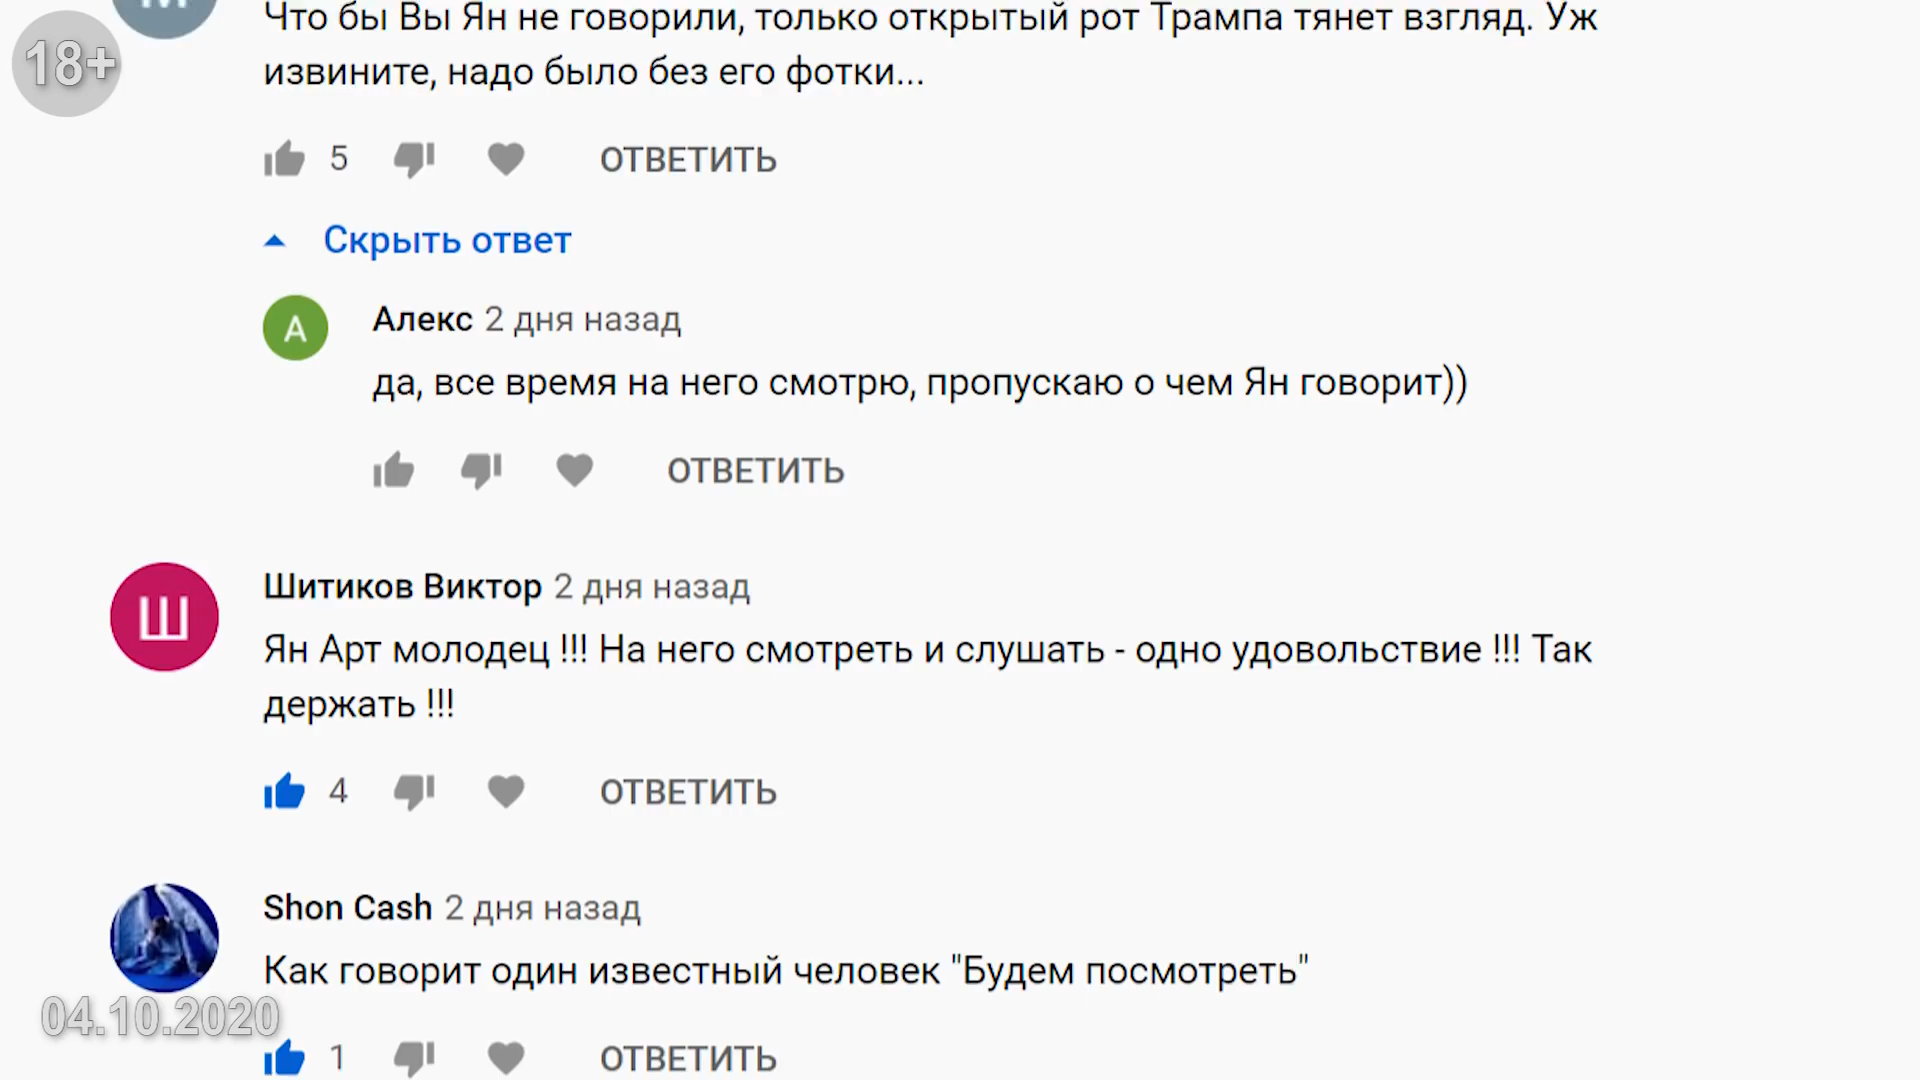 18+
Что бы Вы Ян не говорили, только открытый рот Трампа тянет взгляд. Уж
извините, надо было без его фотки...
5 ОТВЕТИТЬ
Скрыть ответ
А
Алекс 2 дня назад
да, все время на него смотрю, пропускаю о чем Ян говорит))
ОТВЕТИТЬ
Ш
Шитиков Виктор 2 дня назад
Ян Арт молодец !!! На него смотреть и слушать - одно удовольствие !!! Так
держать !!!
4 ОТВЕТИТЬ
Shon Cash 2 дня назад
Как говорит один известный человек "Будем посмотреть"
04.10.2020
1 ОТВЕТИТЬ